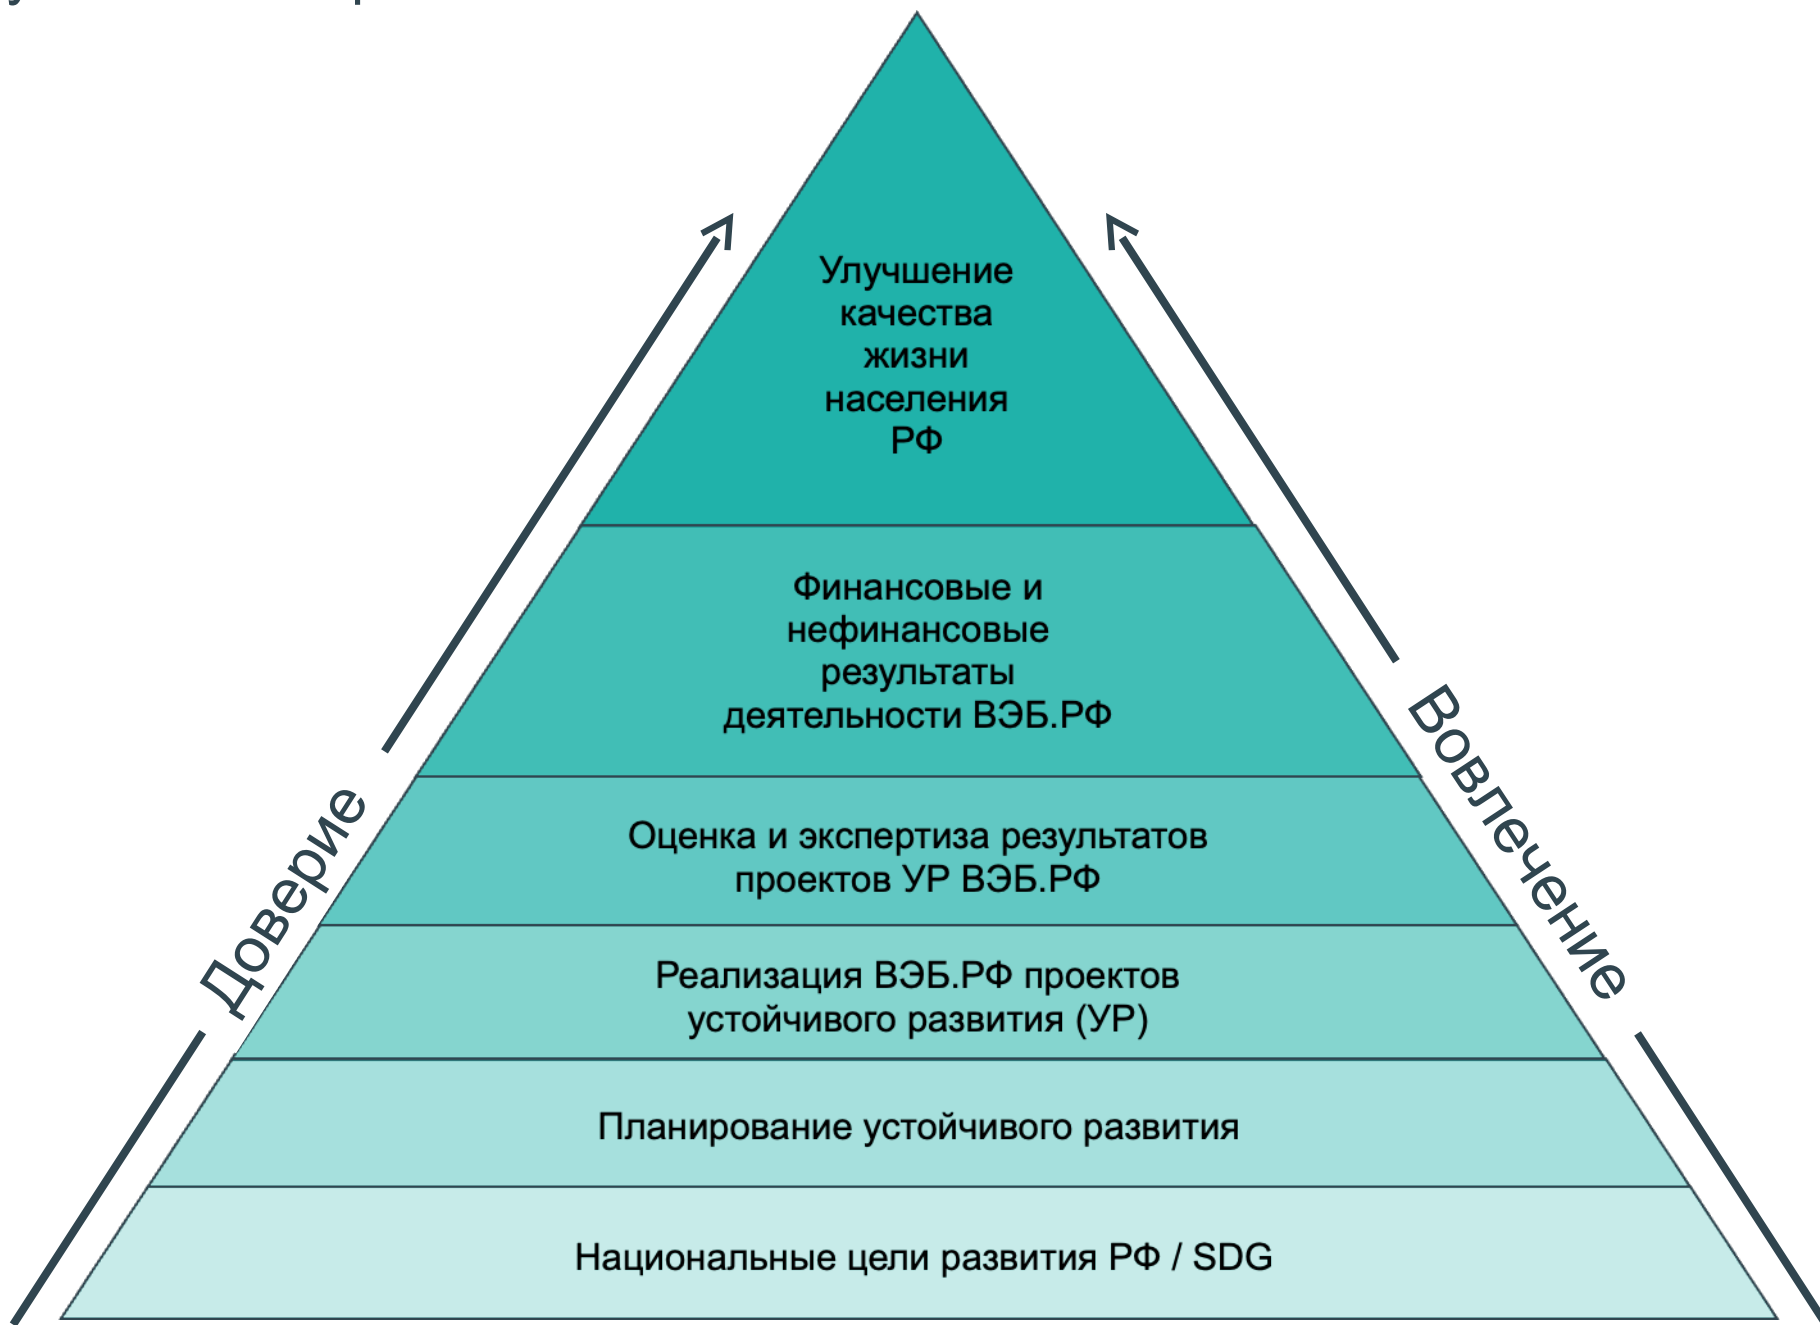 Улучшение
качества
жизни
населения
РФ
Финансовые и
нефинансовые
результаты
деятельности ВЭБ.РФ
Оценка и экспертиза результатов
проектов УР ВЭБ.РФ
Реализация ВЭБ.РФ проектов
устойчивого развития (УР)
Планирование устойчивого развития
Национальные цели развития РФ / SDG
Доверие
Вовлечение